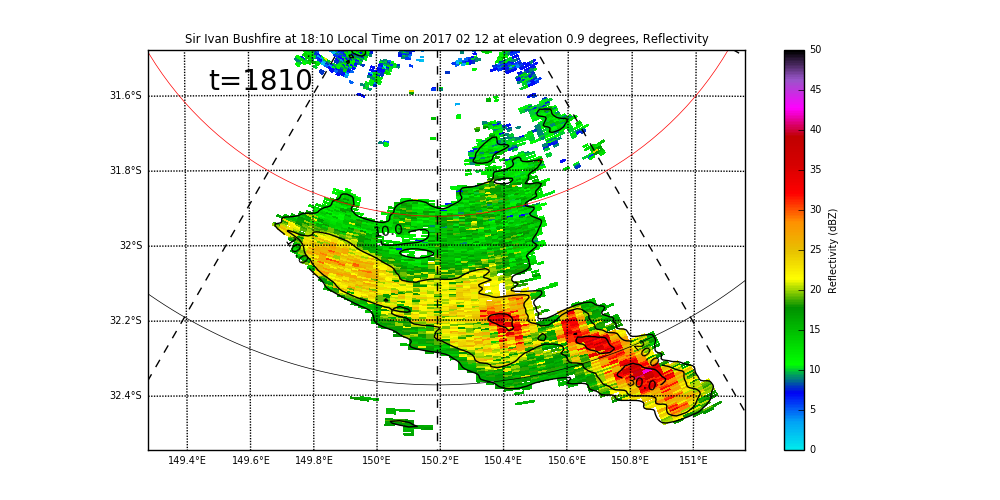 Sir Ivan Bushfire at 18:10 Local Time on 2017 02 12 at elevation 0.9 degrees, Reflectivity
t=1810
31.6°S
31.8°S
32°S
32.2°S
32.4°S
149.4°E 149.6°E 149.8°E 150°E 150.2°E 150.4°E 150.6°E 150.8°E 151°E
10.0
20.0
30.0
50
45
40
35
30
25
20
15
10
5
0
Reflectivity (dBZ)